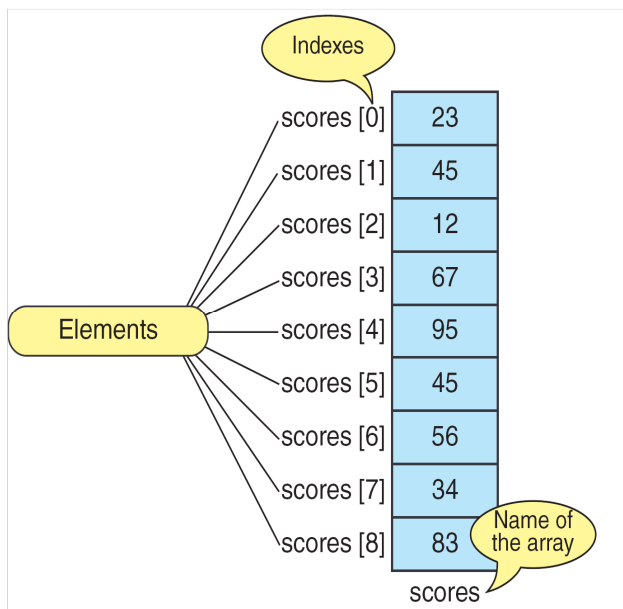 Indexes
scores [0] 23
scores [1] 45
scores [2] 12
scores [3] 67
Elements scores [4] 95
scores [5] 45
scores [6] 56
scores [7] 34
scores [8] 83
Name of
the array
scores